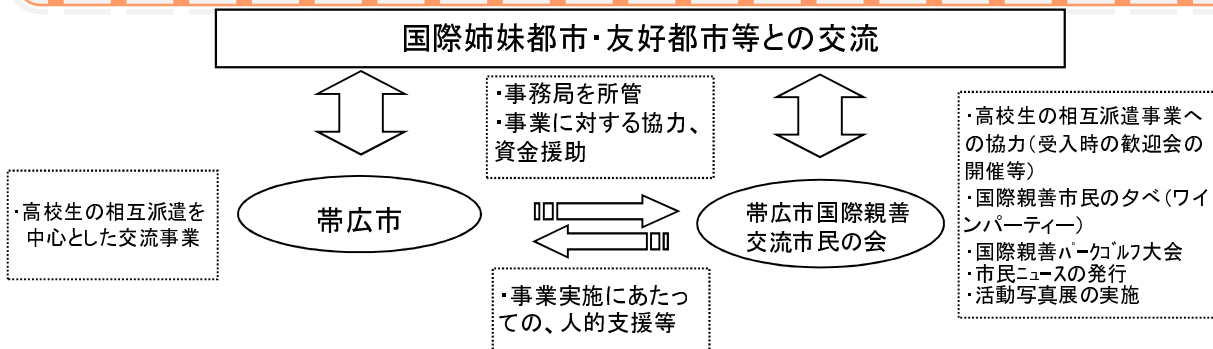 国際姉妹都市・友好都市等との交流
・事務局を所管
・事業に対する協力、
資金援助
・高校生の相互派遣を
中心とした交流事業
帯広市
帯広市国際親善
交流市民の会
・高校生の相互派遣事業へ
の協力(受入時の歓迎会の
開催等)
・国際親善市民の夕べ(ワイ
ンパーティー)
・国際親善パークゴルフ大会
・市民ニュースの発行
・活動写真展の実施
・事業実施にあたっ
ての、人的支援等